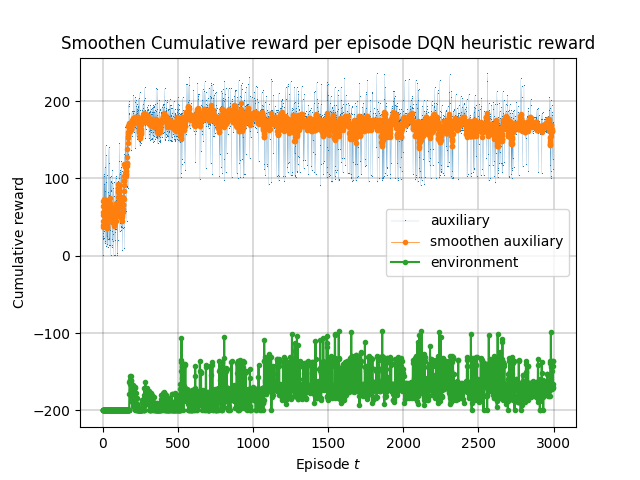 Smoothen Cumulative reward per episode DQN heuristic reward
Cumulative reward
200
100
0
−100
−200
auxiliary
smoothen auxiliary
environment
0
500
1000
1500
2000
2500
3000
Episode t